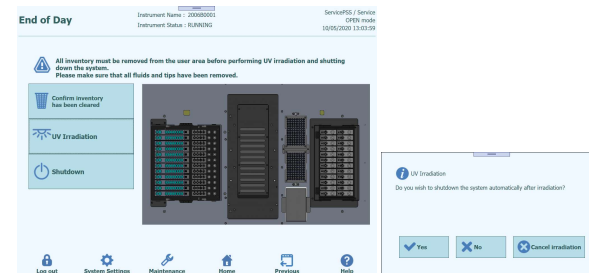 End of Day
Instrument Name : 2006B0001
Instrument Status : RUNNING
ServicePSS / Service
OPEN mode
10/05/2020 13:03:59
All inventory must be removed from the user area before performing UV irradiation and shutting
down the system.
Please make sure that all fluids and tips have been removed.
Confirm inventory
has been cleared
UV Irradiation
Shutdown
Log out
System Settings
Maintenance
Home
Previous
Help
UV Irradiation
Do you wish to shutdown the system automatically after irradiation?
Yes
No
Cancel irradiation